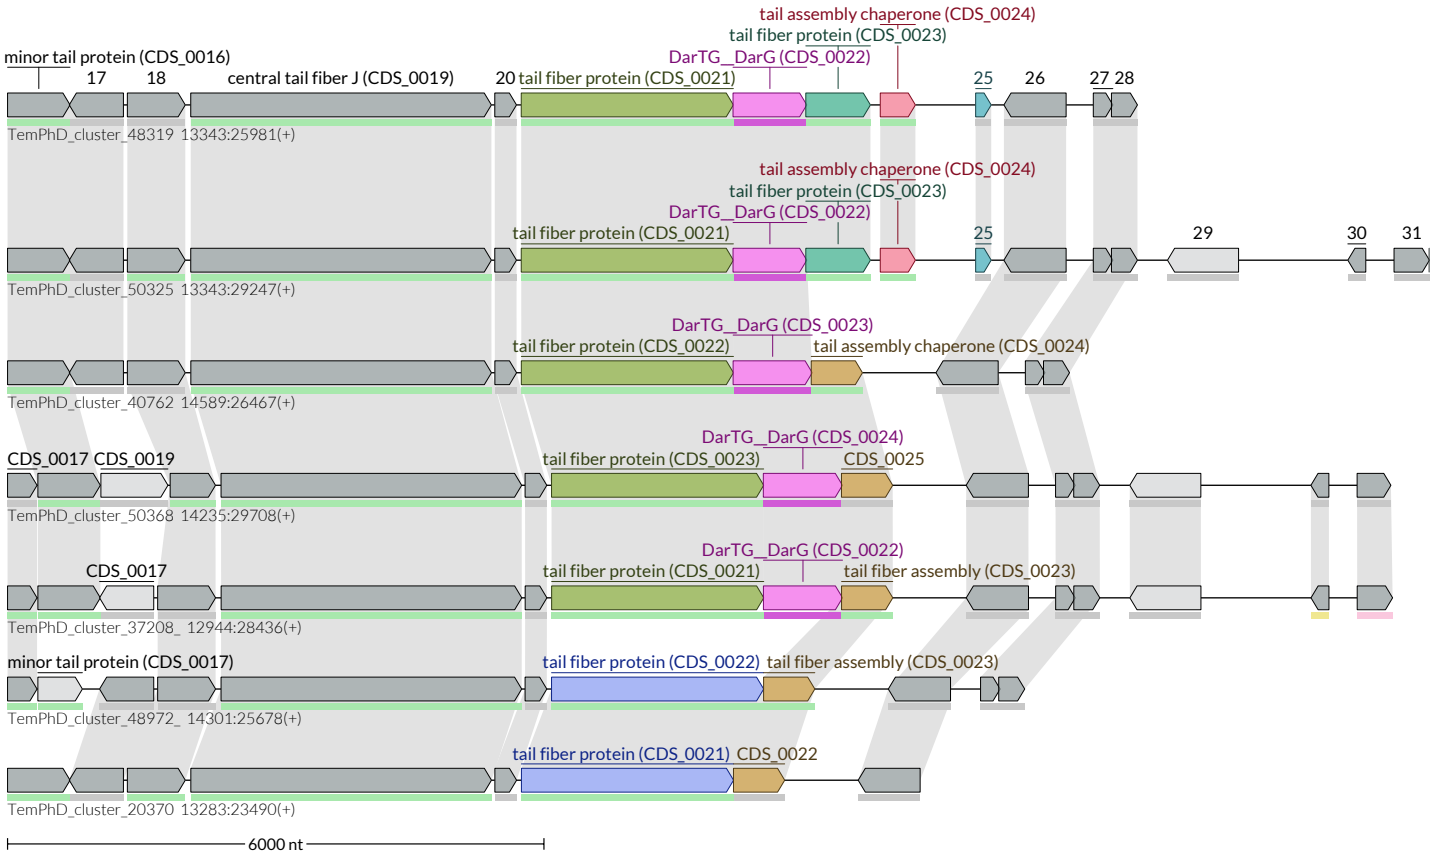 tail assembly chaperone (CDS_0024)
tail fiber protein (CDS_0023)
minor tail protein (CDS_0016) DarTG__DarG (CDS_0022)
17 18 central tail fiber J (CDS_0019) 20 tail fiber protein (CDS_0021) 25 26 27 28
TemPhD_cluster_48319 13343:25981(+)
tail assembly chaperone (CDS_0024)
tail fiber protein (CDS_0023)
DarTG__DarG (CDS_0022)
tail fiber protein (CDS_0021) 25 29 30 31
TemPhD_cluster_50325 13343:29247(+)
DarTG__DarG (CDS_0023)
tail fiber protein (CDS_0022) tail assembly chaperone (CDS_0024)
TemPhD_cluster_40762 14589:26467(+)
DarTG__DarG (CDS_0024)
CDS_0017 CDS_0019 tail fiber protein (CDS_0023) CDS_0025
TemPhD_cluster_50368 14235:29708(+)
DarTG__DarG (CDS_0022)
CDS_0017 tail fiber protein (CDS_0021) tail fiber assembly (CDS_0023)
TemPhD_cluster_37208_ 12944:28436(+)
minor tail protein (CDS_0017) tail fiber protein (CDS_0022) tail fiber assembly (CDS_0023)
TemPhD_cluster_48972_ 14301:25678(+)
tail fiber protein (CDS_0021) CDS_0022
TemPhD_cluster_20370 13283:23490(+)
6000 nt